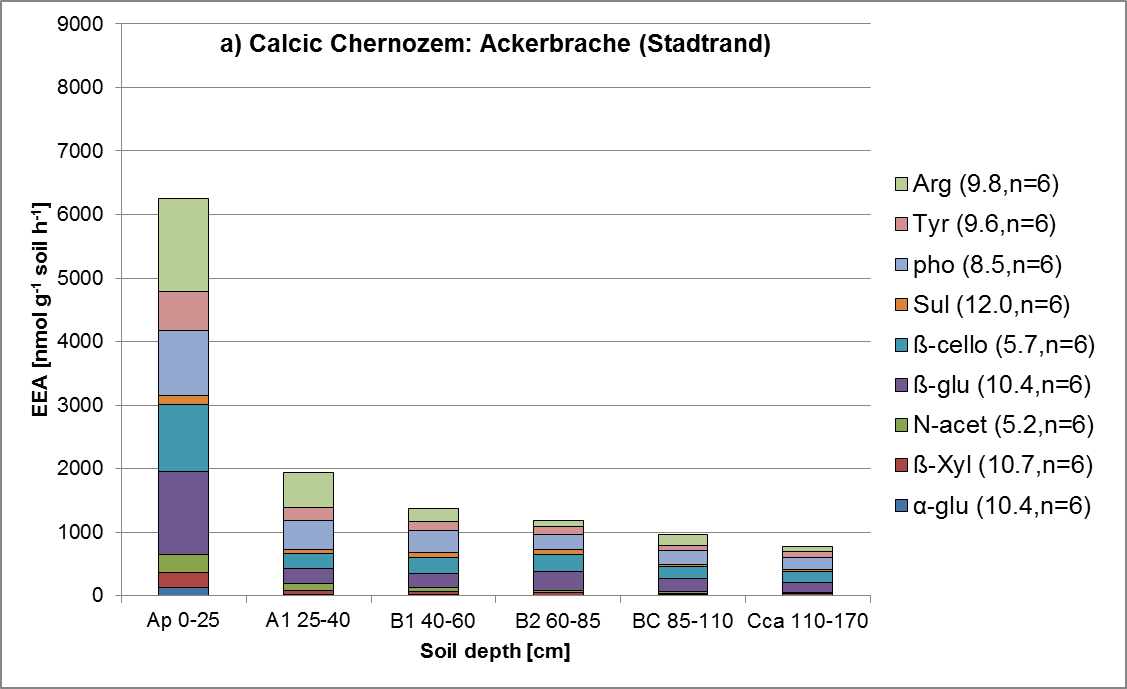 a) Calcic Chernozem: Ackerbrache (Stadtrand)
9000
8000
7000
6000
5000
4000
3000
2000
1000
0
EEA [nmol g-1 soil h-1]
Ap 0-25 A1 25-40 B1 40-60 B2 60-85 BC 85-110 Cca 110-170
Soil depth [cm]
Arg (9.8,n=6)
Tyr (9.6,n=6)
pho (8.5,n=6)
Sul (12.0,n=6)
ß-cello (5.7,n=6)
ß-glu (10.4,n=6)
N-acet (5.2,n=6)
ß-Xyl (10.7,n=6)
α-glu (10.4,n=6)